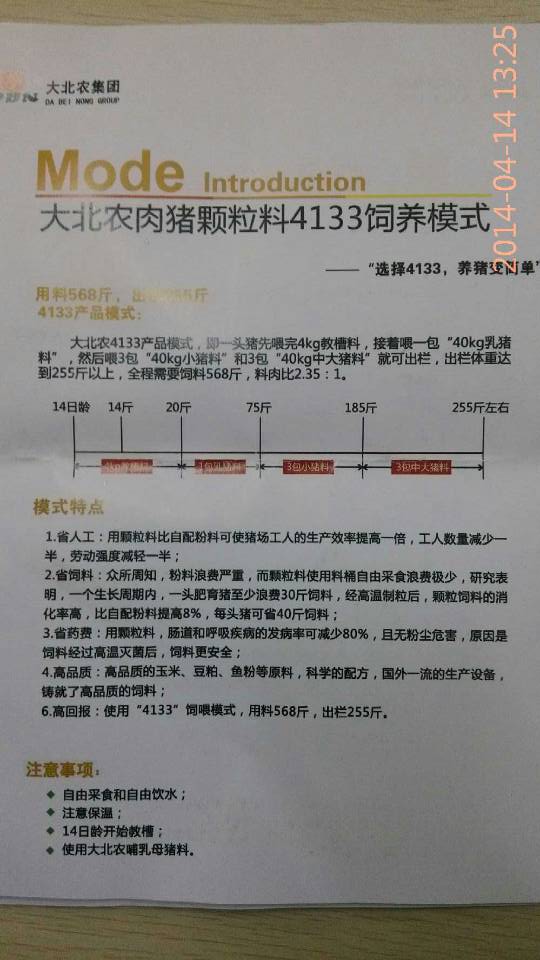 大北农集团
DA BEI NONG GROUP
2014-04-14 13:25
Mode Introduction
大北农肉猪颗粒料4133饲养模式
——“选择4133，养猪变简单”
用料568斤，出栏255斤
4133产品模式：
大北农4133产品模式，即一头猪先喂完4kg教槽料，接着喂一包“40kg乳猪
料”，然后喂3包“40kg小猪料”和3包“40kg中大猪料”就可出栏，出栏体重达
到255斤以上，全程需要饲料568斤，料肉比2.35：1。
14日龄 14斤 20斤 75斤 185斤 255斤左右
4kg教槽料 1包乳猪料 3包小猪料 3包中大猪料
模式特点
1.省人工：用颗粒料比自配粉料可使猪场工人的生产效率提高一倍，工人数量减少一
半，劳动强度减轻一半；
2.省饲料：众所周知，粉料浪费严重，而颗粒料使用料桶自由采食浪费极少，研究表
明，一个生长周期内，一头肥育猪至少浪费30斤饲料，经高温制粒后，颗粒饲料的消
化率高，比自配粉料提高8%，每头猪可省40斤饲料；
3.省药费：用颗粒料，肠道和呼吸疾病的发病率可减少80%，且无粉尘危害，原因是
饲料经过高温灭菌后，饲料更安全；
4.高品质：高品质的玉米、豆粕、鱼粉等原料，科学的配方，国外一流的生产设备，
铸就了高品质的饲料；
6.高回报：使用“4133”饲喂模式，用料568斤，出栏255斤。
注意事项：
◆ 自由采食和自由饮水；
◆ 注意保温；
◆ 14日龄开始教槽；
◆ 使用大北农哺乳母猪料。